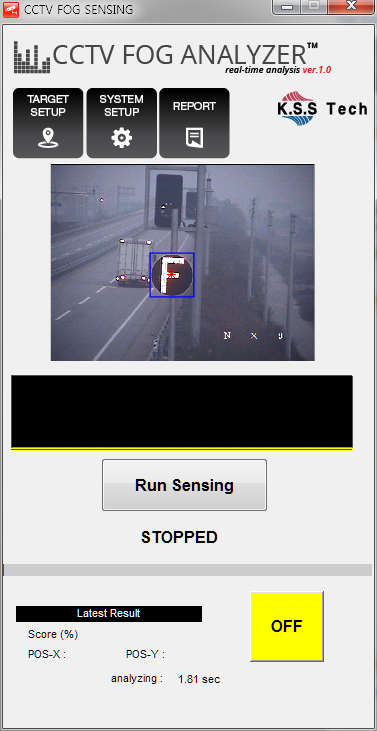 CCTV FOG SENSING
CCTV FOG ANALYZER™
real-time analysis ver.1.0
TARGET
SETUP
SYSTEM
SETUP
REPORT
K.S.S Tech
F
N X 9
Run Sensing
STOPPED
Latest Result
OFF
Score (%)
POS-X :
POS-Y :
analyzing : 1.81 sec